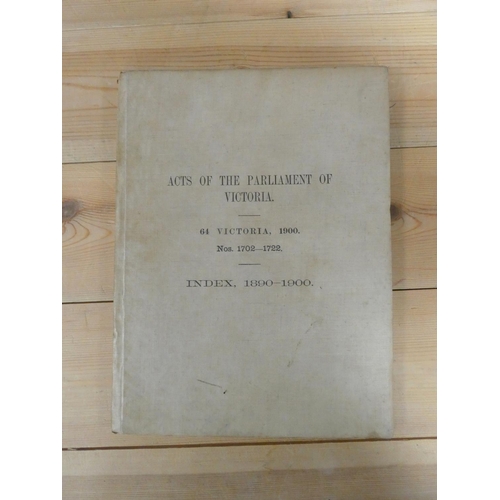 ACTS OF THE PARLIAMENT OF
VICTORIA.
64 VICTORIA, 1900.
Nos. 1702—1722.
INDEX, 1890-1900.